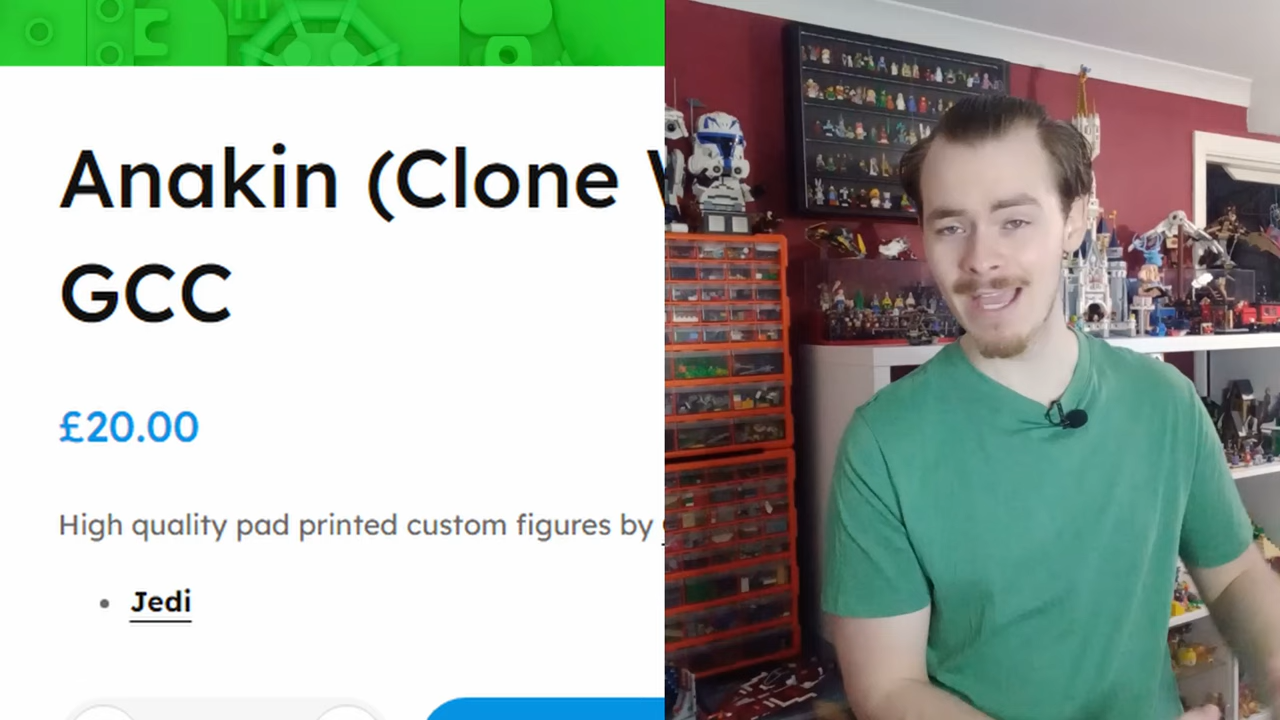 Anakin (Clone
GCC
£20.00
High quality pad printed custom figures by
Jedi